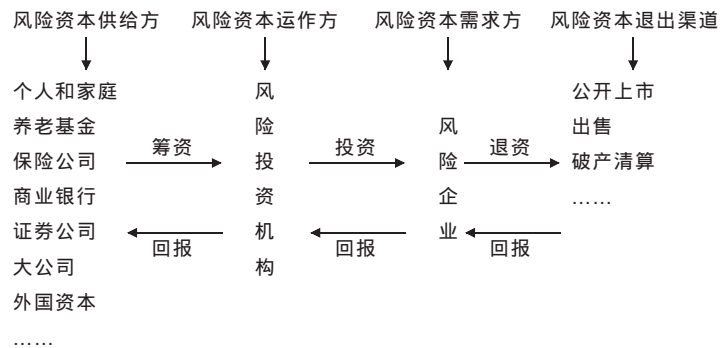 风险资本供给方 风险资本运作方 风险资本需求方 风险资本退出渠道
个人和家庭
养老基金
保险公司
商业银行
证券公司
大公司
外国资本
……
筹资
回报
风险投资机构
投资
回报
风险企业
退资
回报
公开上市
出售
破产清算
……